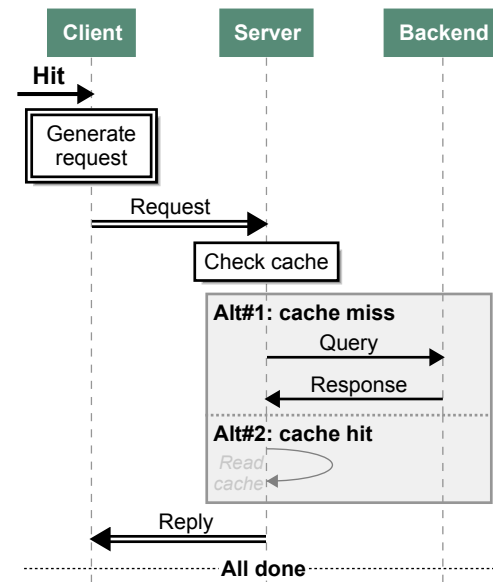 Client Server Backend
Hit
Generate
request
Request
Check cache
Alt#1: cache miss
Query
Response
Alt#2: cache hit
Read
cache
Reply
All done